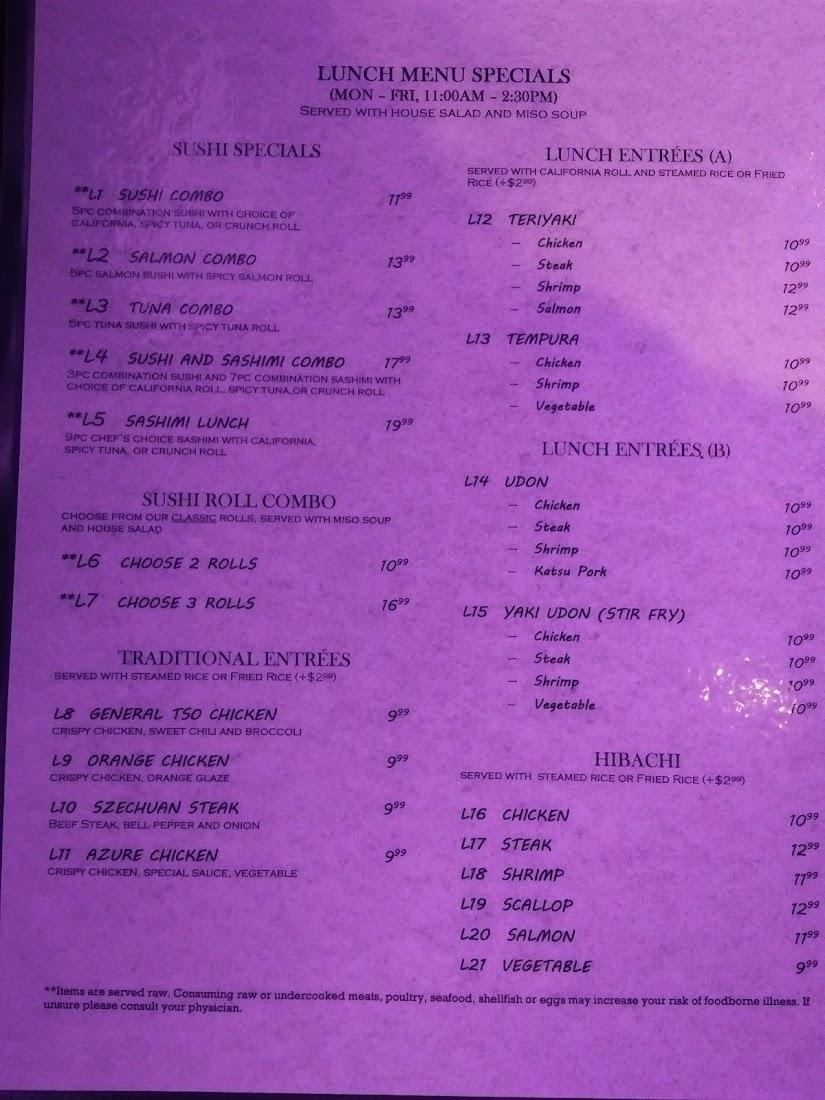 LUNCH MENU SPECIALS
(MON - FRI, 11:00AM - 2:30PM)
SERVED WITH HOUSE SALAD AND MISO SOUP
SUSHI SPECIALS
**L1 SUSHI COMBO 11.99
5PC COMBINATION SUSHI WITH CHOICE OF
CALIFORNIA, SPICY TUNA, OR CRUNCH ROLL
**L2 SALMON COMBO 13.99
5PC SALMON SUSHI WITH SPICY SALMON ROLL
**L3 TUNA COMBO 13.99
5PC TUNA SUSHI WITH SPICY TUNA ROLL
**L4 SUSHI AND SASHIMI COMBO 17.99
3PC COMBINATION SUSHI AND 7PC COMBINATION SASHIMI WITH
CHOICE OF CALIFORNIA ROLL, SPICY TUNA,OR CRUNCH ROLL
**L5 SASHIMI LUNCH 19.99
9PC CHEF'S CHOICE SASHIMI WITH CALIFORNIA,
SPICY TUNA, OR CRUNCH ROLL
SUSHI ROLL COMBO
CHOOSE FROM OUR CLASSIC ROLLS, SERVED WITH MISO SOUP
AND HOUSE SALAD
**L6 CHOOSE 2 ROLLS 10.99
**L7 CHOOSE 3 ROLLS 16.99
TRADITIONAL ENTRÉES
SERVED WITH STEAMED RICE OR FRIED RICE (+$2.99)
L8 GENERAL TSO CHICKEN 9.99
CRISPY CHICKEN, SWEET CHILI AND BROCCOLI
L9 ORANGE CHICKEN 9.99
CRISPY CHICKEN, ORANGE GLAZE
L10 SZECHUAN STEAK 9.99
BEEF STEAK, BELL PEPPER AND ONION
L11 AZURE CHICKEN 9.99
CRISPY CHICKEN, SPECIAL SAUCE, VEGETABLE
LUNCH ENTRÉES (A)
SERVED WITH CALIFORNIA ROLL AND STEAMED RICE OR FRIED
RICE (+$2.99)
L12 TERIYAKI
– Chicken 10.99
– Steak 10.99
– Shrimp 12.99
– Salmon 12.99
L13 TEMPURA
– Chicken 10.99
– Shrimp 10.99
– Vegetable 10.99
LUNCH ENTRÉES (B)
L14 UDON
– Chicken 10.99
– Steak 10.99
– Shrimp 10.99
– Katsu Pork 10.99
L15 YAKI UDON (STIR FRY)
– Chicken 10.99
– Steak 10.99
– Shrimp 10.99
– Vegetable 10.99
HIBACHI
SERVED WITH STEAMED RICE OR FRIED RICE (+$2.99)
L16 CHICKEN 10.99
L17 STEAK 12.99
L18 SHRIMP 11.99
L19 SCALLOP 12.99
L20 SALMON 11.99
L21 VEGETABLE 9.99
**Items are served raw. Consuming raw or undercooked meats, poultry, seafood, shellfish or eggs may increase your risk of foodborne illness. If
unsure please consult your physician.